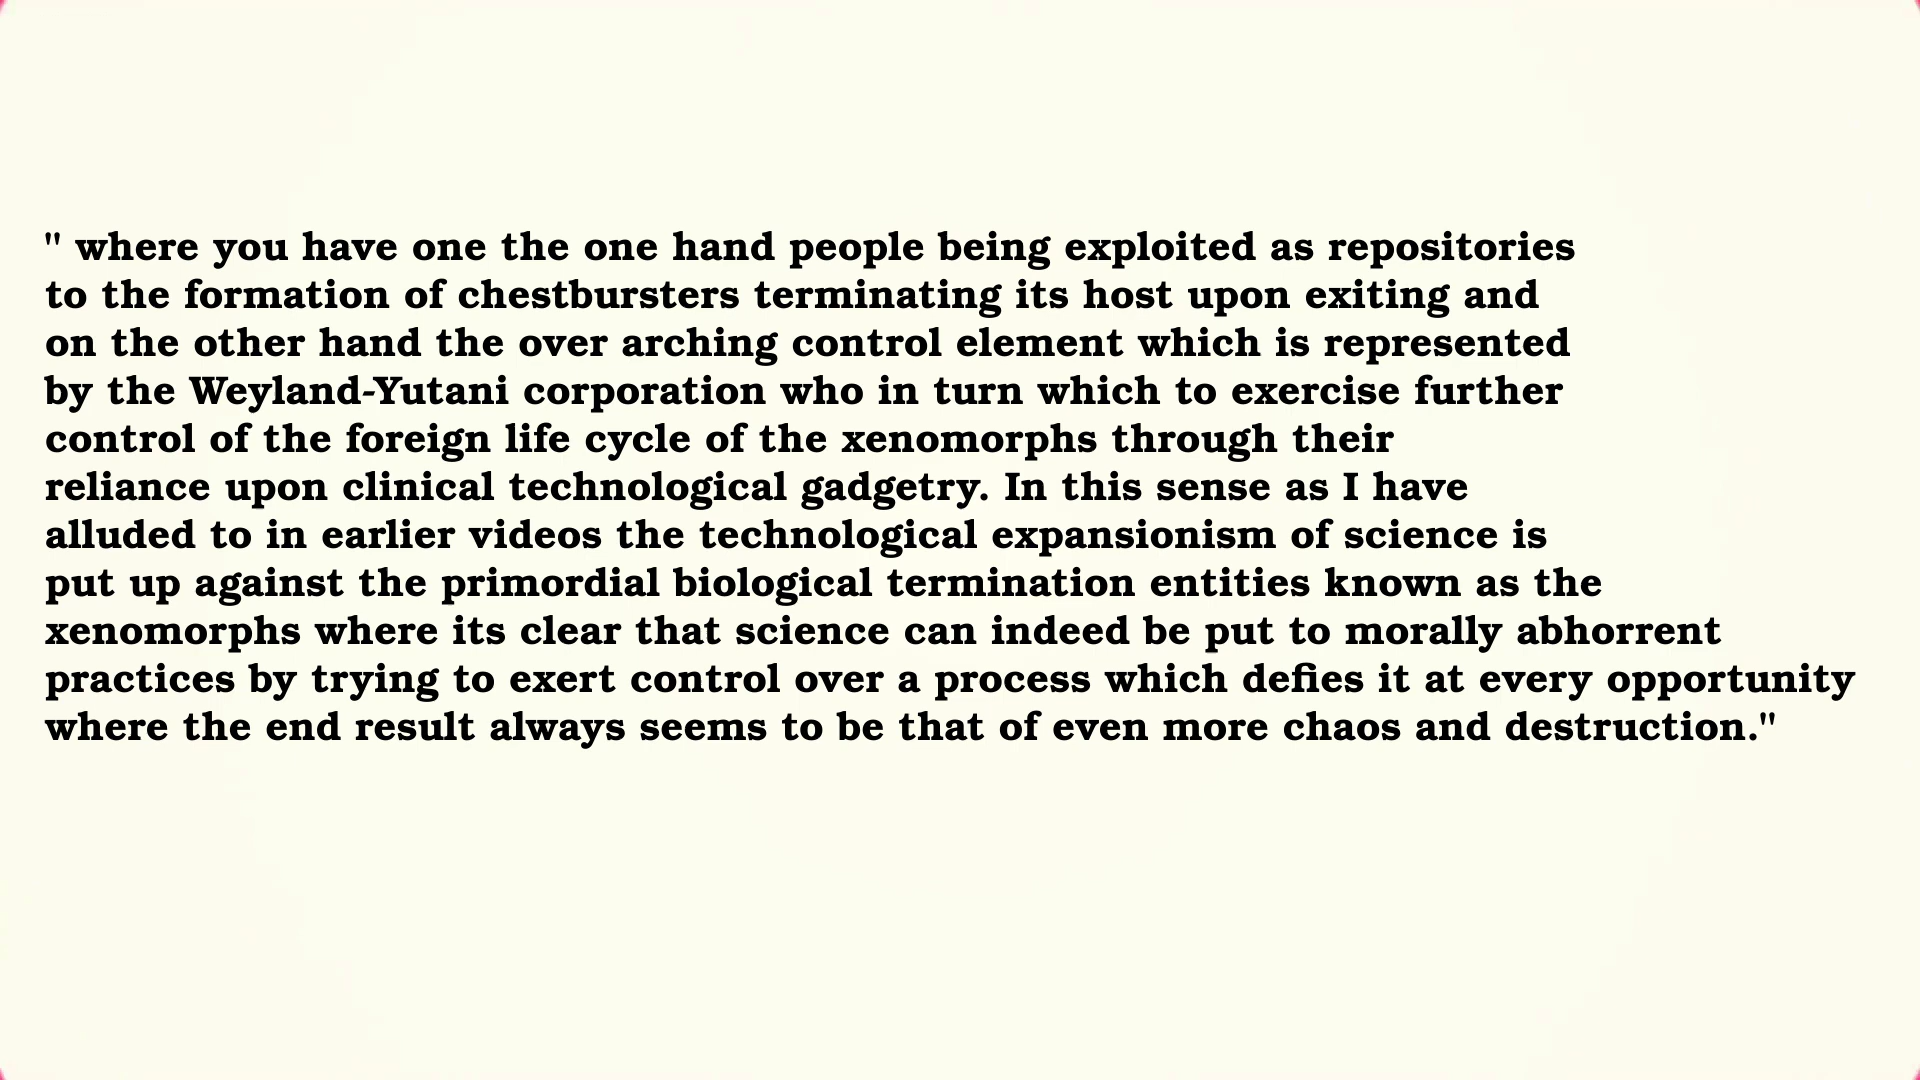 " where you have one the one hand people being exploited as repositories
to the formation of chestbursters terminating its host upon exiting and
on the other hand the over arching control element which is represented
by the Weyland-Yutani corporation who in turn which to exercise further
control of the foreign life cycle of the xenomorphs through their
reliance upon clinical technological gadgetry. In this sense as I have
alluded to in earlier videos the technological expansionism of science is
put up against the primordial biological termination entities known as the
xenomorphs where its clear that science can indeed be put to morally abhorrent
practices by trying to exert control over a process which defies it at every opportunity
where the end result always seems to be that of even more chaos and destruction."